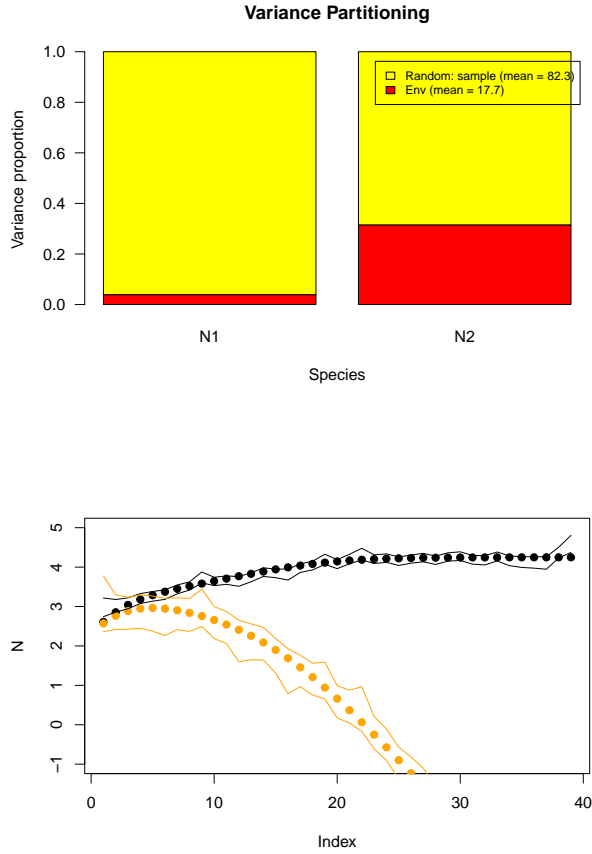 Variance Partitioning
Variance proportion
1.0
0.8
0.6
0.4
0.2
0.0
Random: sample (mean = 82.3)
Env (mean = 17.7)
N1 N2
Species
N
5
4
3
2
1
0
−1
0 10 20 30 40
Index